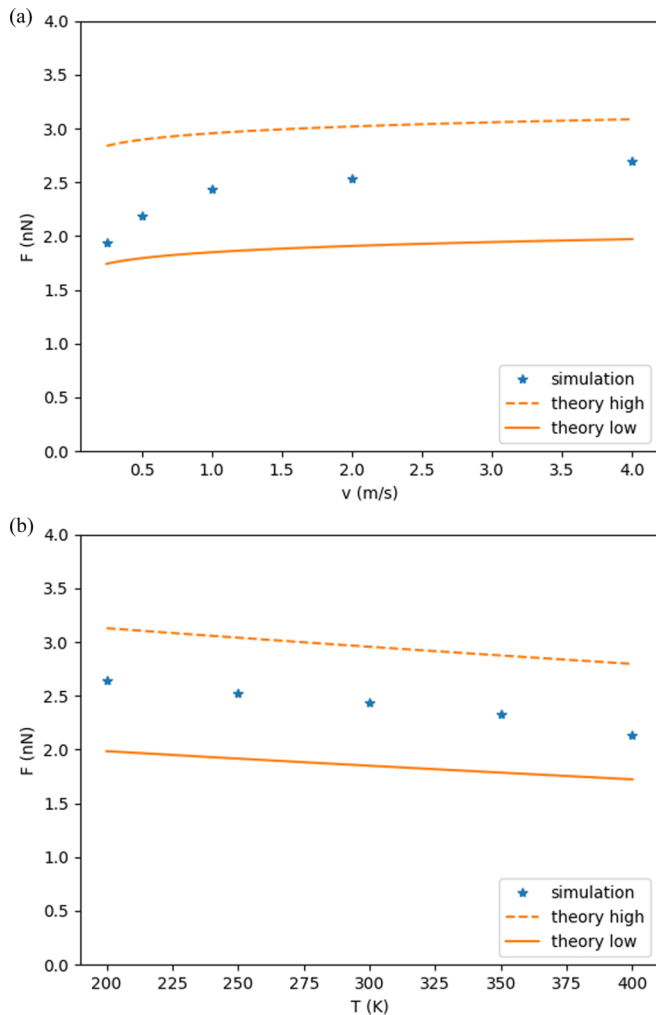 (a)
4.0
3.5
3.0
2.5
2.0
1.5
1.0
0.5
0.0
F (nN)
simulation
theory high
theory low
0.5 1.0 1.5 2.0 2.5 3.0 3.5 4.0
v (m/s)
(b)
4.0
3.5
3.0
2.5
2.0
1.5
1.0
0.5
0.0
F (nN)
simulation
theory high
theory low
200 225 250 275 300 325 350 375 400
T (K)